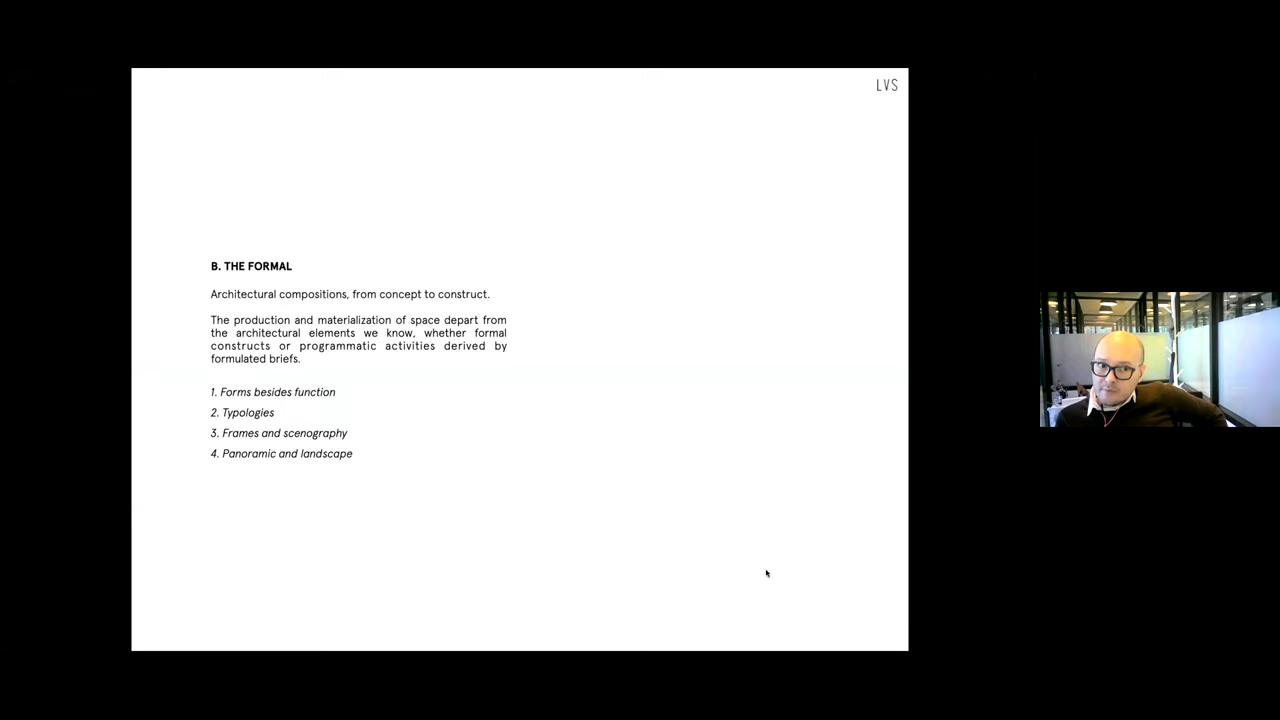 LVS
B. THE FORMAL
Architectural compositions, from concept to construct.
The production and materialization of space depart from
the architectural elements we know, whether formal
constructs or programmatic activities derived by
formulated briefs.
1. Forms besides function
2. Typologies
3. Frames and scenography
4. Panoramic and landscape